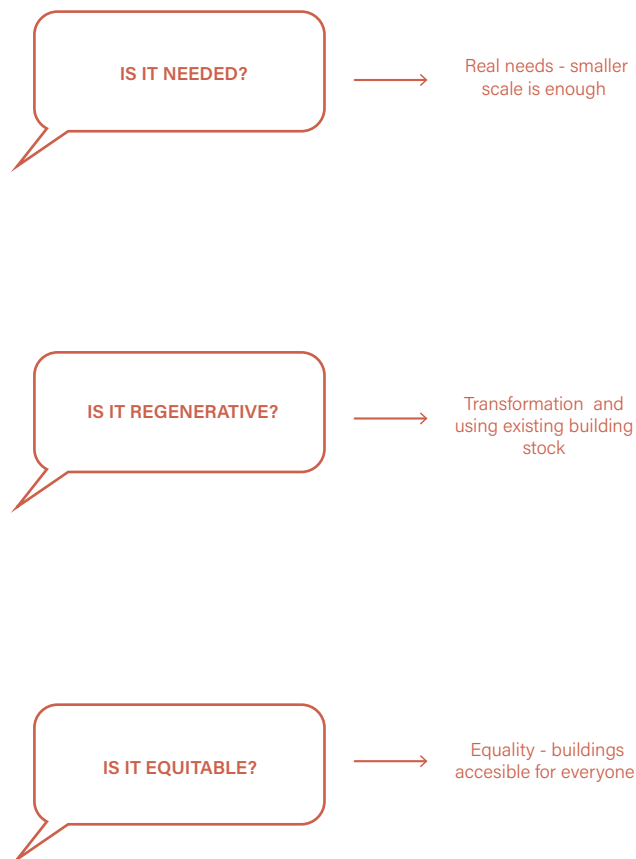 IS IT NEEDED?
Real needs - smaller
scale is enough
IS IT REGENERATIVE?
Transformation and
using existing building
stock
IS IT EQUITABLE?
Equality - buildings
accesible for everyone